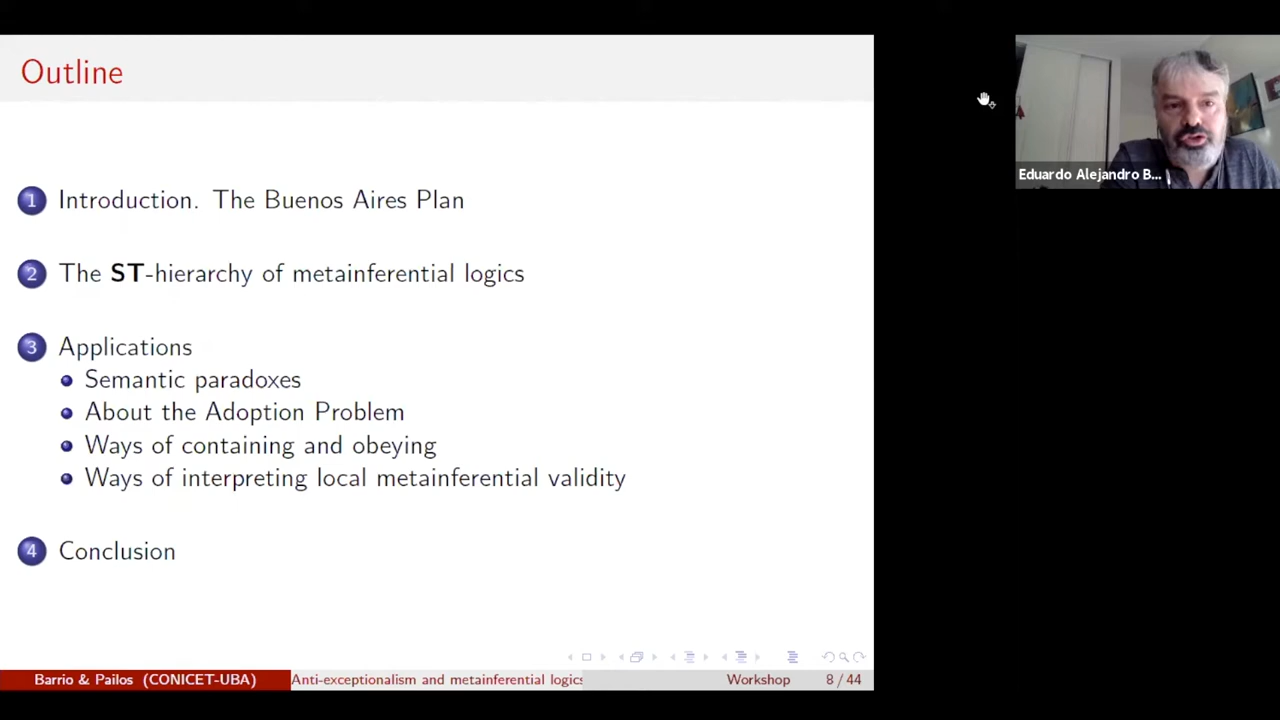 Outline
1 Introduction. The Buenos Aires Plan
2 The ST-hierarchy of metainferential logics
3 Applications
Semantic paradoxes
About the Adoption Problem
Ways of containing and obeying
Ways of interpreting local metainferential validity
4 Conclusion
Barrio & Pailos (CONICET-UBA) Anti-exceptionalism and metainferential logics Workshop 8 / 44
Eduardo Alejandro B...